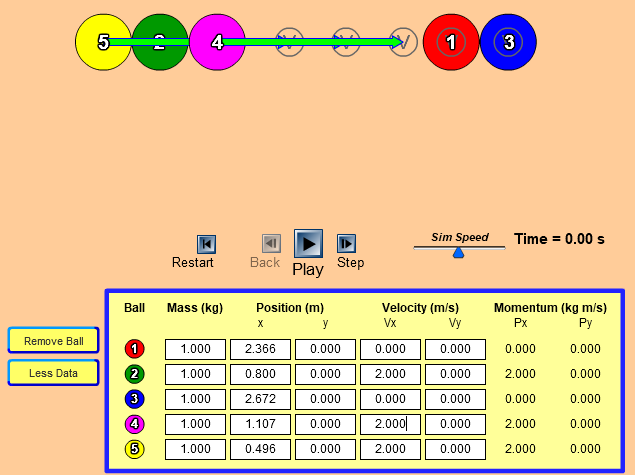 5 2 4 V V V 1 3
Sim Speed
Time = 0.00 s
Restart Back Play Step
Ball Mass (kg) Position (m) Velocity (m/s) Momentum (kg m/s)
x y Vx Vy Px Py
1 1.000 2.366 0.000 0.000 0.000 0.000 0.000
2 1.000 0.800 0.000 2.000 0.000 2.000 0.000
3 1.000 2.672 0.000 0.000 0.000 0.000 0.000
4 1.000 1.107 0.000 2.000 0.000 2.000 0.000
5 1.000 0.496 0.000 2.000 0.000 2.000 0.000
Remove Ball
Less Data